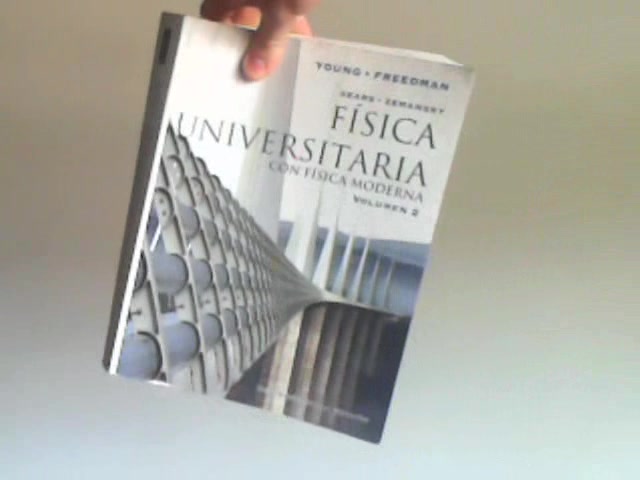 YOUNG • FREEDMAN
SEARS • ZEMANSKY
FÍSICA
UNIVERSITARIA
CON FÍSICA MODERNA
VOLUMEN 2